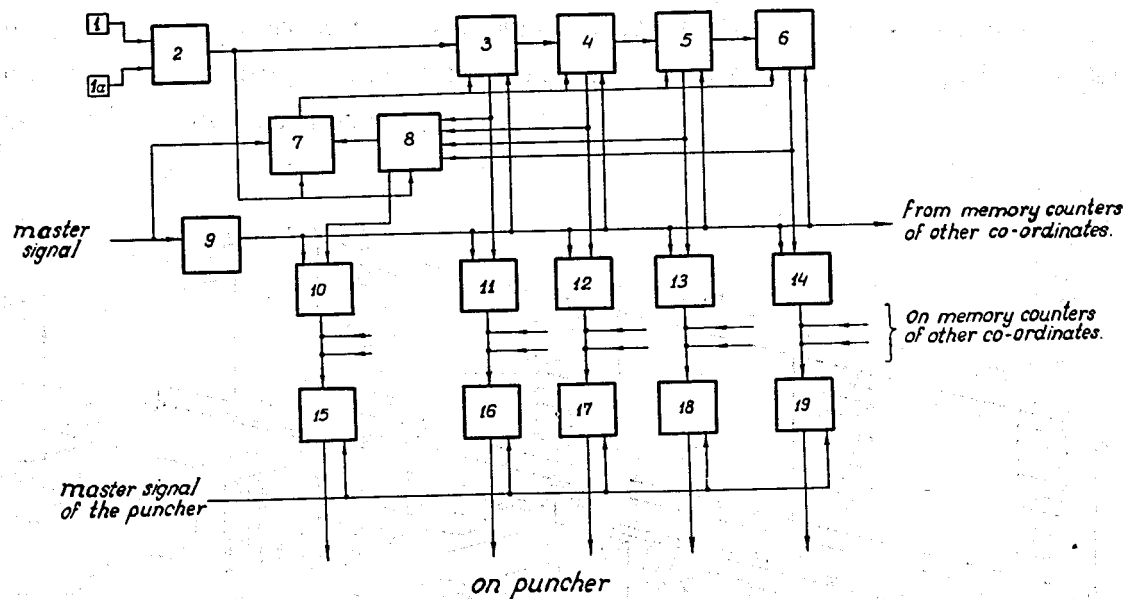 1
1a
2
3
4
5
6
7
8
master
signal
9
from memory counters
of other co-ordinates.
10
11
12
13
14
on memory counters
of other co-ordinates.
15
16
17
18
19
master signal
of the puncher
on puncher